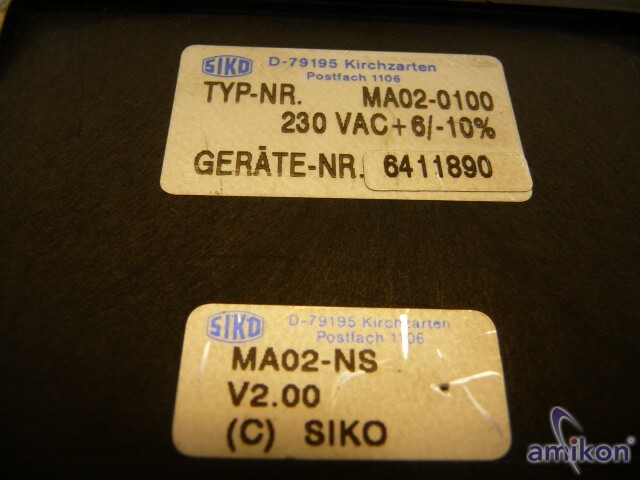 SIKO D-79195 Kirchzarten
Postfach 1106
TYP-NR. MA02-0100
230 VAC+6/-10%
GERÄTE-NR. 6411890
SIKO D-79195 Kirchzarten
Postfach 1106
MA02-NS
V2.00
(C) SIKO
amikon